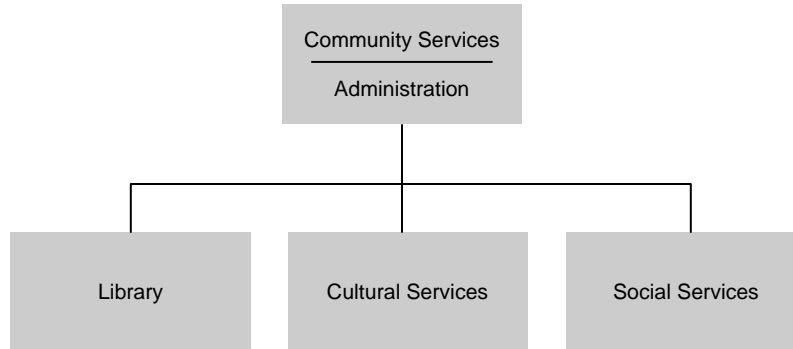 Community Services
Administration
Library
Cultural Services
Social Services